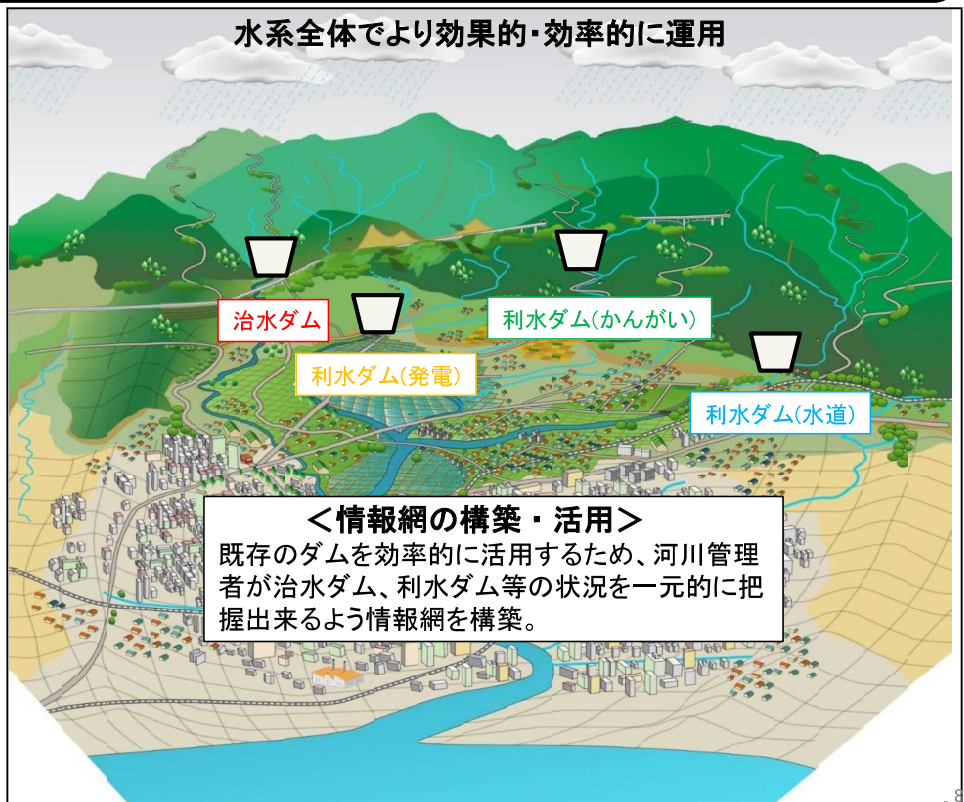 水系全体でより効果的・効率的に運用
治水ダム
利水ダム(かんがい)
利水ダム(発電)
利水ダム(水道)
＜情報網の構築・活用＞
既存のダムを効率的に活用するため、河川管理
者が治水ダム、利水ダム等の状況を一元的に把
握出来るよう情報網を構築。
8